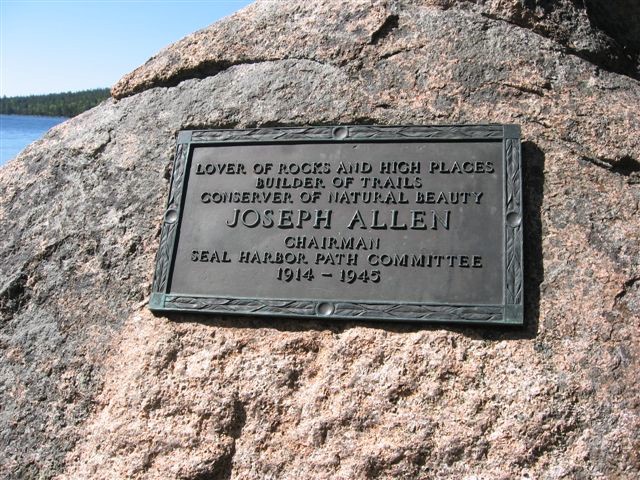 LOVER OF ROCKS AND HIGH PLACES
BUILDER OF TRAILS
CONSERVER OF NATURAL BEAUTY
JOSEPH ALLEN
CHAIRMAN
SEAL HARBOR PATH COMMITTEE
1914 - 1945